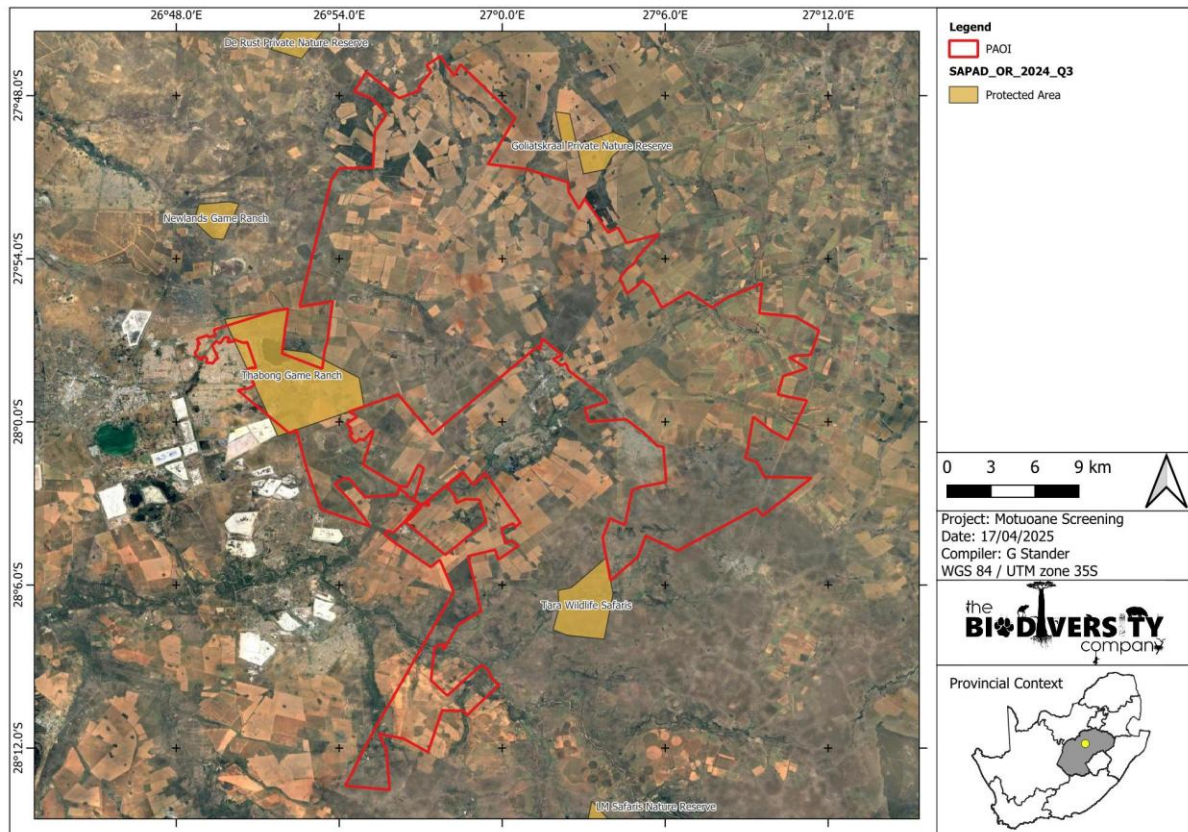 26°48.0'E 26°54.0'E 27°0.0'E 27°6.0'E 27°12.0'E
27°48.0'S
27°54.0'S
28°0.0'S
28°6.0'S
28°12.0'S
De Rust Private Nature Reserve
Goliatskraal Private Nature Reserve
Newlands Game Ranch
Thabong Game Ranch
Tara Wildlife Safaris
LM Safaris Nature Reserve
Legend
PAOI
SAPAD_OR_2024_Q3
Protected Area
0 3 6 9 km
Project: Motuoane Screening
Date: 17/04/2025
Compiler: G Stander
WGS 84 / UTM zone 35S
the
BIODIVERSITY
company
Provincial Context